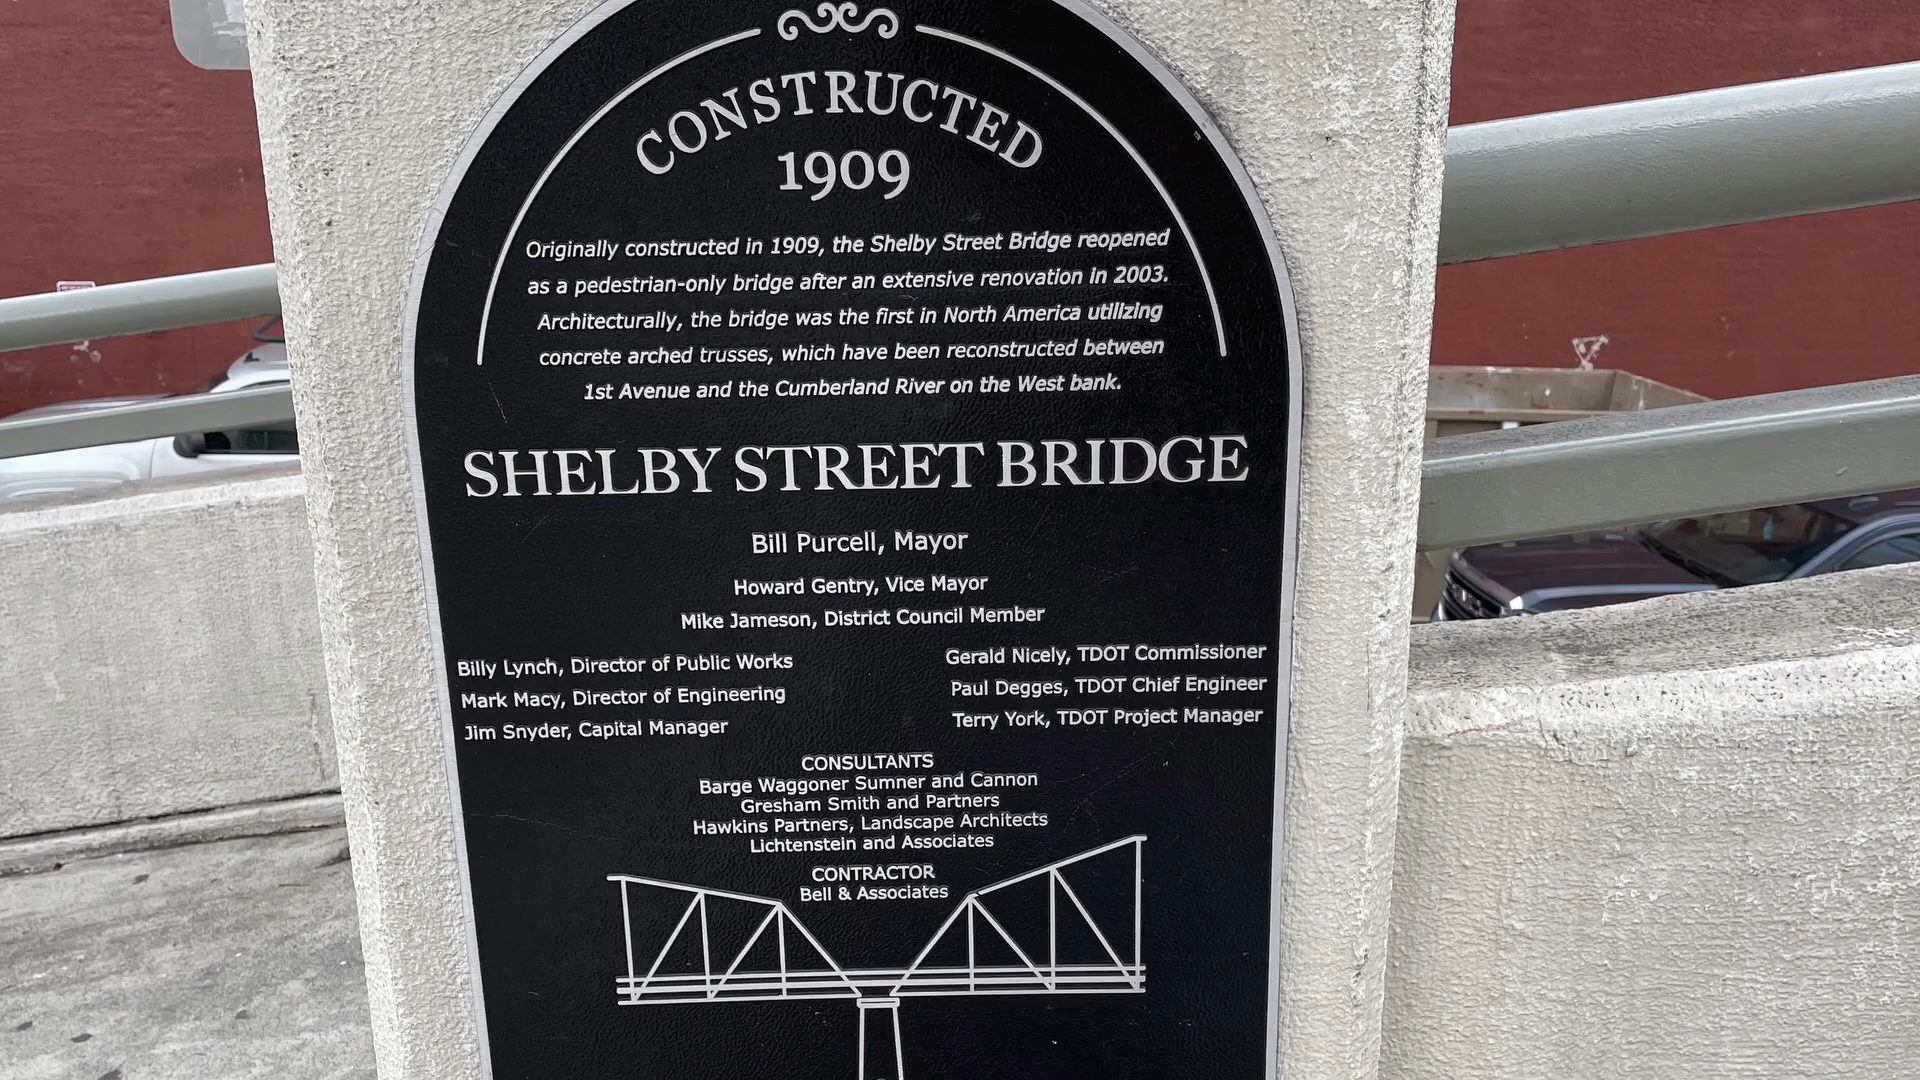 CONSTRUCTED
1909
Originally constructed in 1909, the Shelby Street Bridge reopened
as a pedestrian-only bridge after an extensive renovation in 2003.
Architecturally, the bridge was the first in North America utilizing
concrete arched trusses, which have been reconstructed between
1st Avenue and the Cumberland River on the West bank.
SHELBY STREET BRIDGE
Bill Purcell, Mayor
Howard Gentry, Vice Mayor
Mike Jameson, District Council Member
Billy Lynch, Director of Public Works
Mark Macy, Director of Engineering
Jim Snyder, Capital Manager
Gerald Nicely, TDOT Commissioner
Paul Degges, TDOT Chief Engineer
Terry York, TDOT Project Manager
CONSULTANTS
Barge Waggoner Sumner and Cannon
Gresham Smith and Partners
Hawkins Partners, Landscape Architects
Lichtenstein and Associates
CONTRACTOR
Bell & Associates